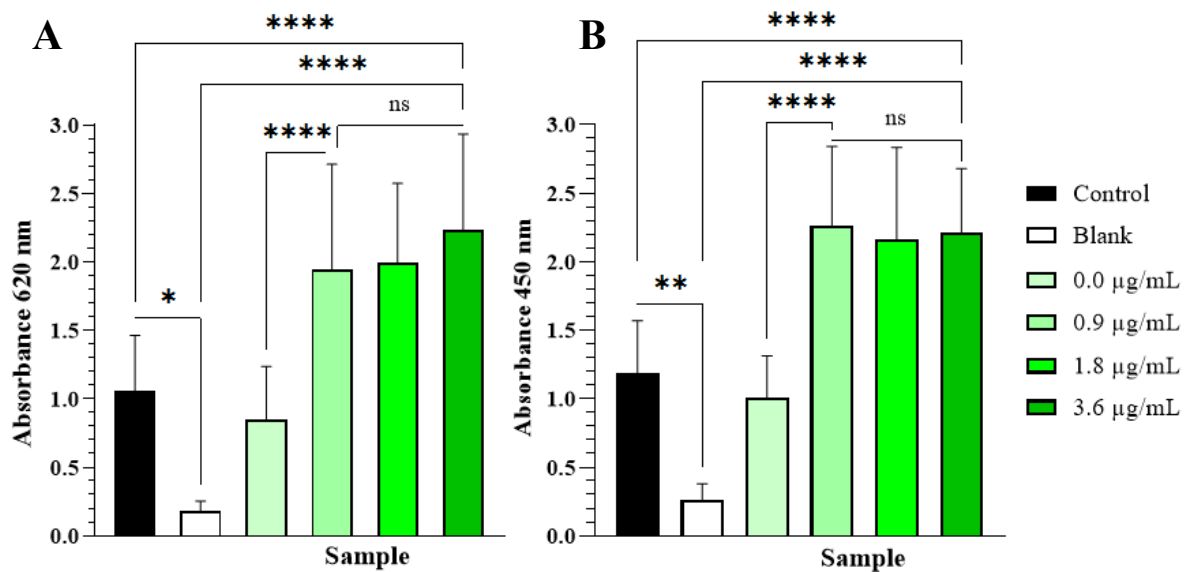 A
****
****
ns
****
*
3.0
2.5
2.0
1.5
1.0
0.5
0.0
Absorbance 620 nm
Sample
B
****
****
****
ns
**
3.0
2.5
2.0
1.5
1.0
0.5
0.0
Absorbance 450 nm
Sample
Control
Blank
0.0 µg/mL
0.9 µg/mL
1.8 µg/mL
3.6 µg/mL